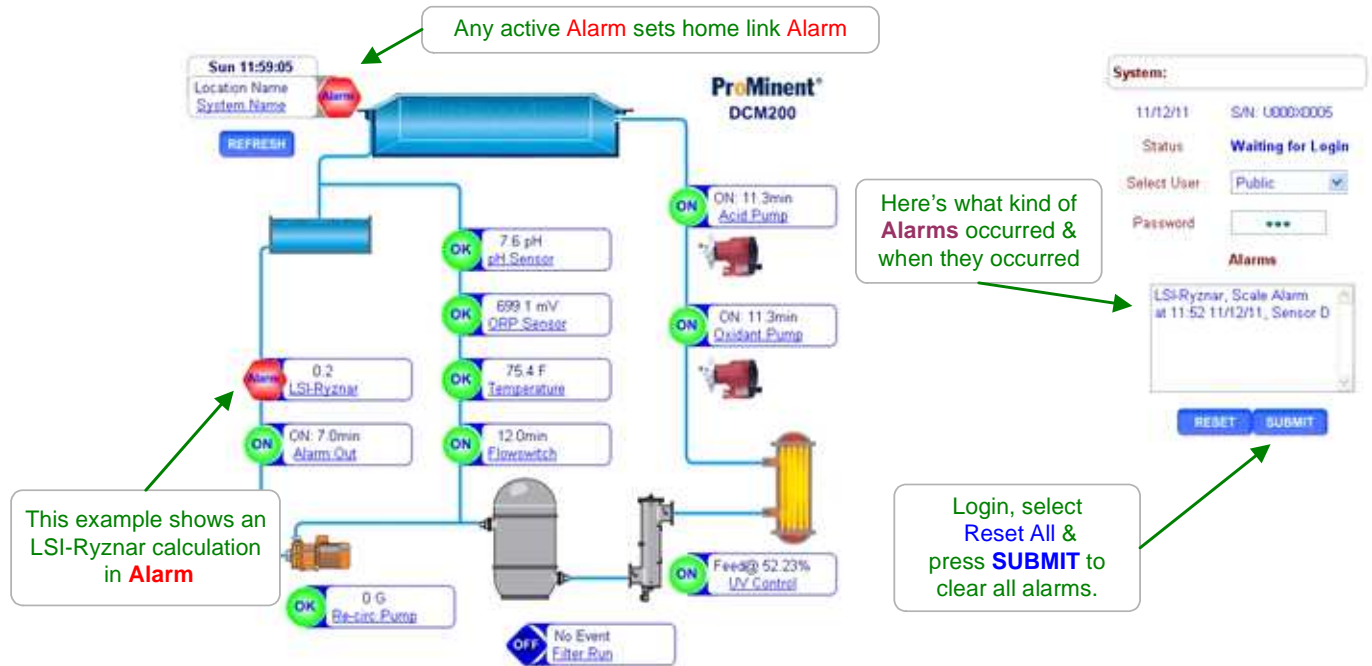 Any active Alarm sets home link Alarm
Sun 11:59:05
Location Name
System Name
Alarm
REFRESH
ProMinent®
DCM200
ON
ON: 11.3min
Acid Pump
OK
7.6 pH
pH Sensor
OK
699.1 mV
ORP Sensor
ON
ON: 11.3min
Oxidant Pump
Alarm
0.2
LSI-Ryznar
OK
75.4 F
Temperature
ON
ON: 7.0min
Alarm Out
OK
12.0min
Flowswitch
This example shows an
LSI-Ryznar calculation
in Alarm
OK
0 G
Re-circ Pump
ON
Feed@ 52.23%
UV Control
OFF
No Event
Filter Run
System:
11/12/11 S/N: U000X0005
Status Waiting for Login
Select User Public
Password •••
Alarms
LSI-Ryznar, Scale Alarm
at 11:52 11/12/11, Sensor D
RESET SUBMIT
Here's what kind of
Alarms occurred &
when they occurred
Login, select
Reset All &
press SUBMIT to
clear all alarms.